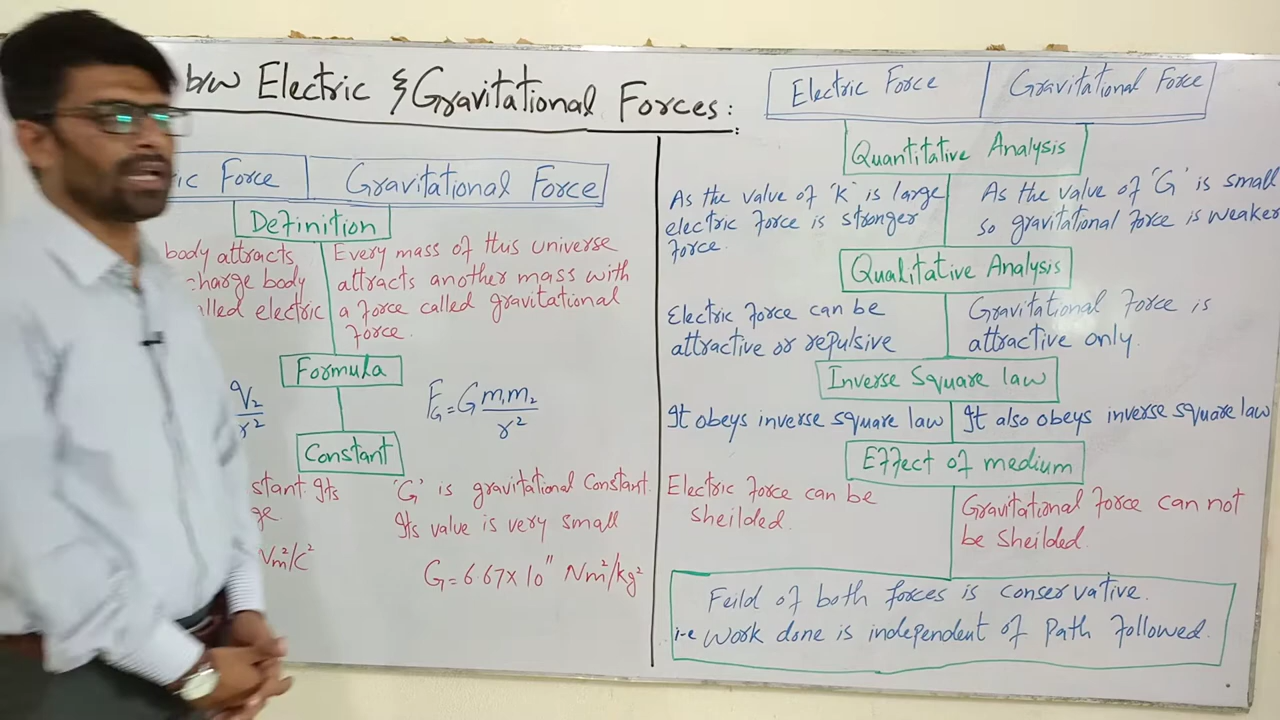 b/w Electric & Gravitational Forces:
ic Force | Gravitational Force
Definition
body attracts
charge body
alled electric
Every mass of thus universe
attracts another mass with
a force called gravitational
force.
Formula
q2
r²
F_G = G m1m2
r²
Constant
stant. Its
ge.
Nm²/c²
'G' is gravitational Constant.
Its value is very small
G = 6.67 x 10^11 Nm²/kg²
Electric Force | Gravitational Force
Quantitative Analysis
As the value of 'K' is large
electric force is stronger
force.
As the value of 'G' is small
so gravitational force is weaker
Qualitative Analysis
Electric force can be
attractive or repulsive
Gravitational force is
attractive only.
Inverse Square law
It obeys inverse square law
It also obeys inverse square law
Effect of medium
Electric force can be
sheilded.
Gravitational force can not
be sheilded.
Feild of both forces is conservative.
i-e work done is independent of path followed.